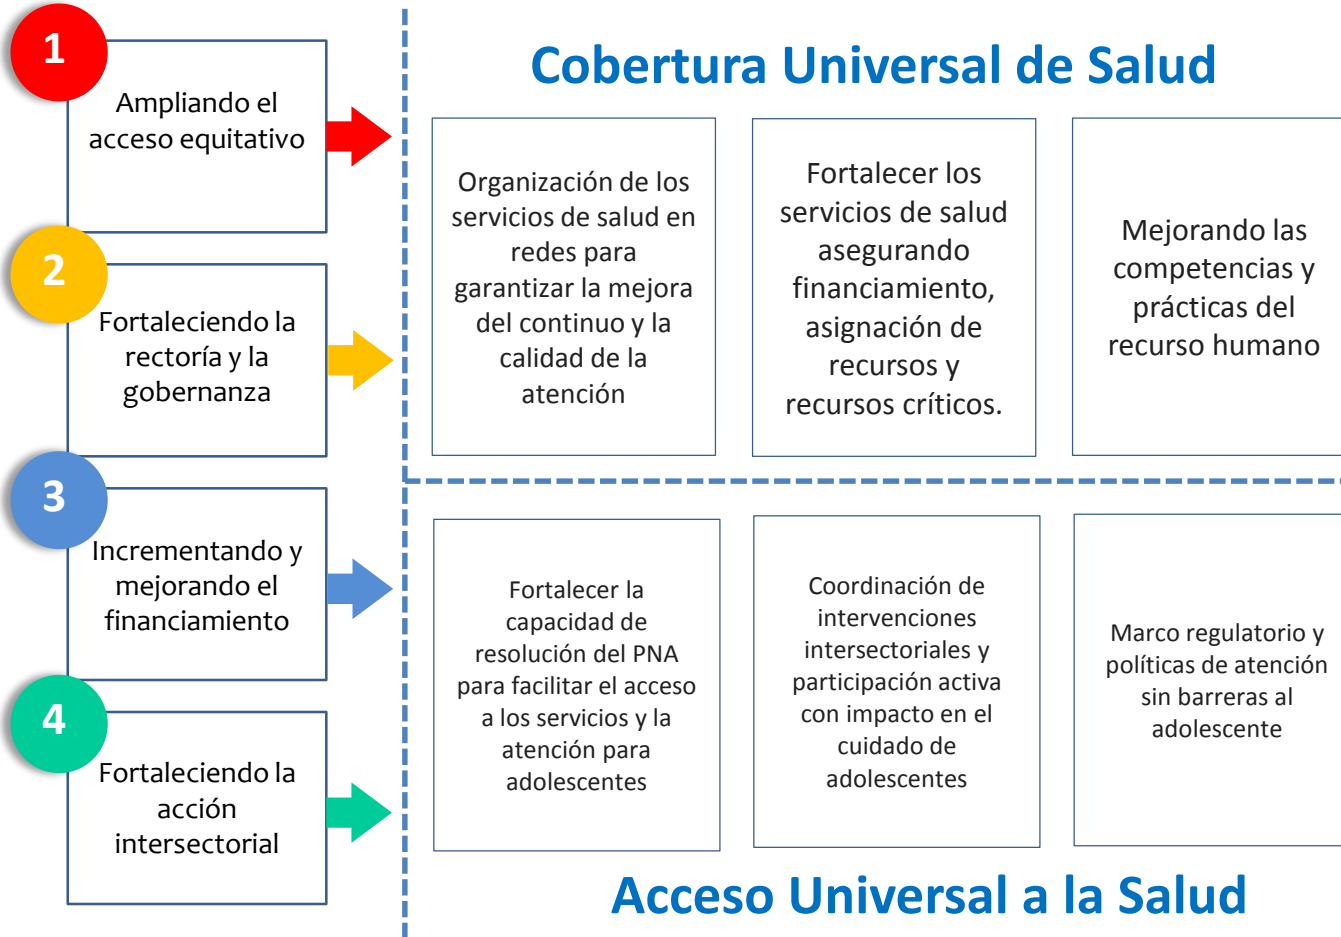 1
Ampliando el
acceso equitativo
2
Fortaleciendo la
rectoría y la
gobernanza
3
Incrementando y
mejorando el
financiamiento
4
Fortaleciendo la
acción
intersectorial
Cobertura Universal de Salud
Organización de los
servicios de salud en
redes para
garantizar la mejora
del continuo y la
calidad de la
atención
Fortalecer los
servicios de salud
asegurando
financiamiento,
asignación de
recursos y
recursos críticos.
Mejorando las
competencias y
prácticas del
recurso humano
Fortalecer la
capacidad de
resolución del PNA
para facilitar el acceso
a los servicios y la
atención para
adolescentes
Coordinación de
intervenciones
intersectoriales y
participación activa
con impacto en el
cuidado de
adolescentes
Marco regulatorio y
políticas de atención
sin barreras al
adolescente
Acceso Universal a la Salud